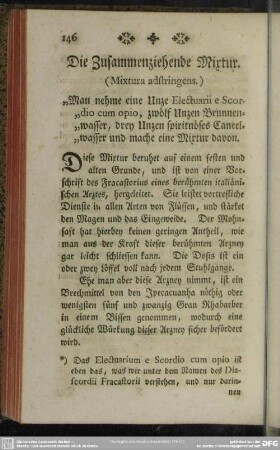 146
Die Zusammenziehende Mixtur.
(Mixtura adstringens.)
„Man nehme eine Unze Electuarii e Scor-
„dio cum opio, zwölf Unzen Brunnen-
„wasser, drey Unzen spirituöses Caneel-
„wasser und mache eine Mixtur davon.
Diese Mixtur beruhet auf einem festen und
alten Grunde, und ist von einer Vor-
schrift des Fracastorius eines berühmten italiäni-
schen Arztes, hergeleitet. Sie leistet vortrefliche
Dienste in allen Arten von Flüssen, und stärket
den Magen und das Eingeweide. Der Mohn-
saft hat hierbey keinen geringen Antheil, wie
man aus der Kraft dieser berühmten Arzney
gar leicht schliessen kann. Die Dosis ist ein
oder zwey löffel voll nach jedem Stuhlgange.
Ehe man aber diese Arzney nimmt, ist ein
Brechmittel von den Ipecacuanha nöthig oder
wenigsten fünf und zwanzig Gran Rhabarber
in einem Bissen genommen, wodurch eine
glückliche Würkung dieser Arzney sicher befördert
wird.
*) Das Electuarium e Scordio cum opio ist
eben das, was wir unter dem Namen des Dia-
scordii Fracastorii verstehen, und nur darin-
nen